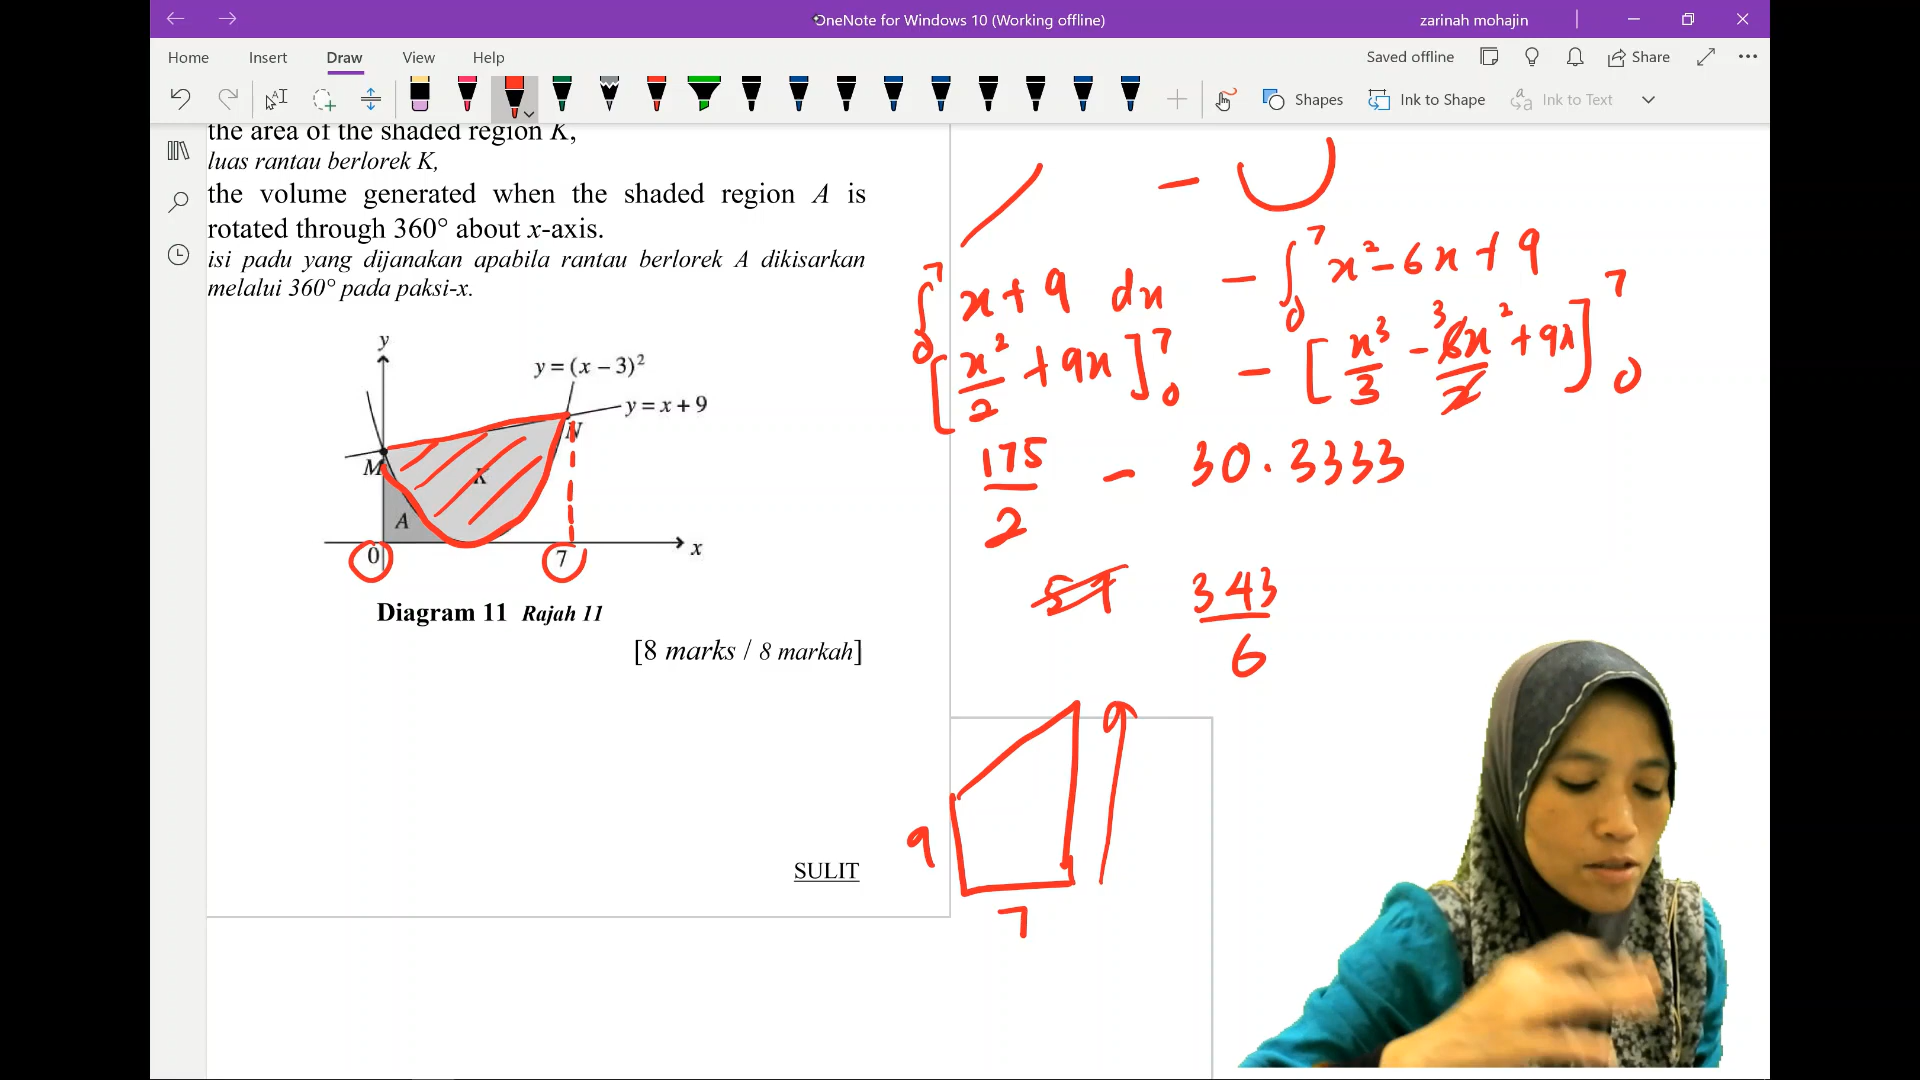 OneNote for Windows 10 (Working offline)
zarinah mohajin
Home Insert Draw View Help
Saved offline
Share
Shapes
Link to Shape
Link to Text
the area of the shaded region K,
luas rantau berlorek K,
the volume generated when the shaded region A is
rotated through 360° about x-axis.
isi padu yang dijanakan apabila rantau berlorek A dikisarkan
melalui 360° pada paksi-x.
y
y = (x – 3)²
y = x + 9
N
M
K
A
0
7
x
Diagram 11 Rajah 11
[8 marks / 8 markah]
SULIT
−
∫₀⁷ x + 9 dx − ∫₀⁷ x² − 6x + 9
[x²/2 + 9x]₀⁷ − [x³/3 − 6x²/2 3 + 9x]₀⁷
175/2 − 30.3333
343/6
9
7